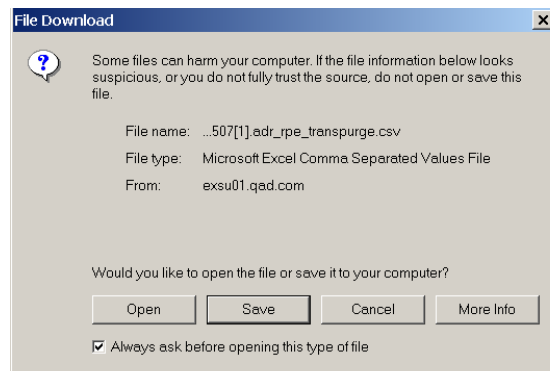 File Download
Some files can harm your computer. If the file information below looks
suspicious, or you do not fully trust the source, do not open or save this
file.
File name: ...507[1].adr_rpe_transpurge.csv
File type: Microsoft Excel Comma Separated Values File
From: exsu01.qad.com
Would you like to open the file or save it to your computer?
Open Save Cancel More Info
Always ask before opening this type of file